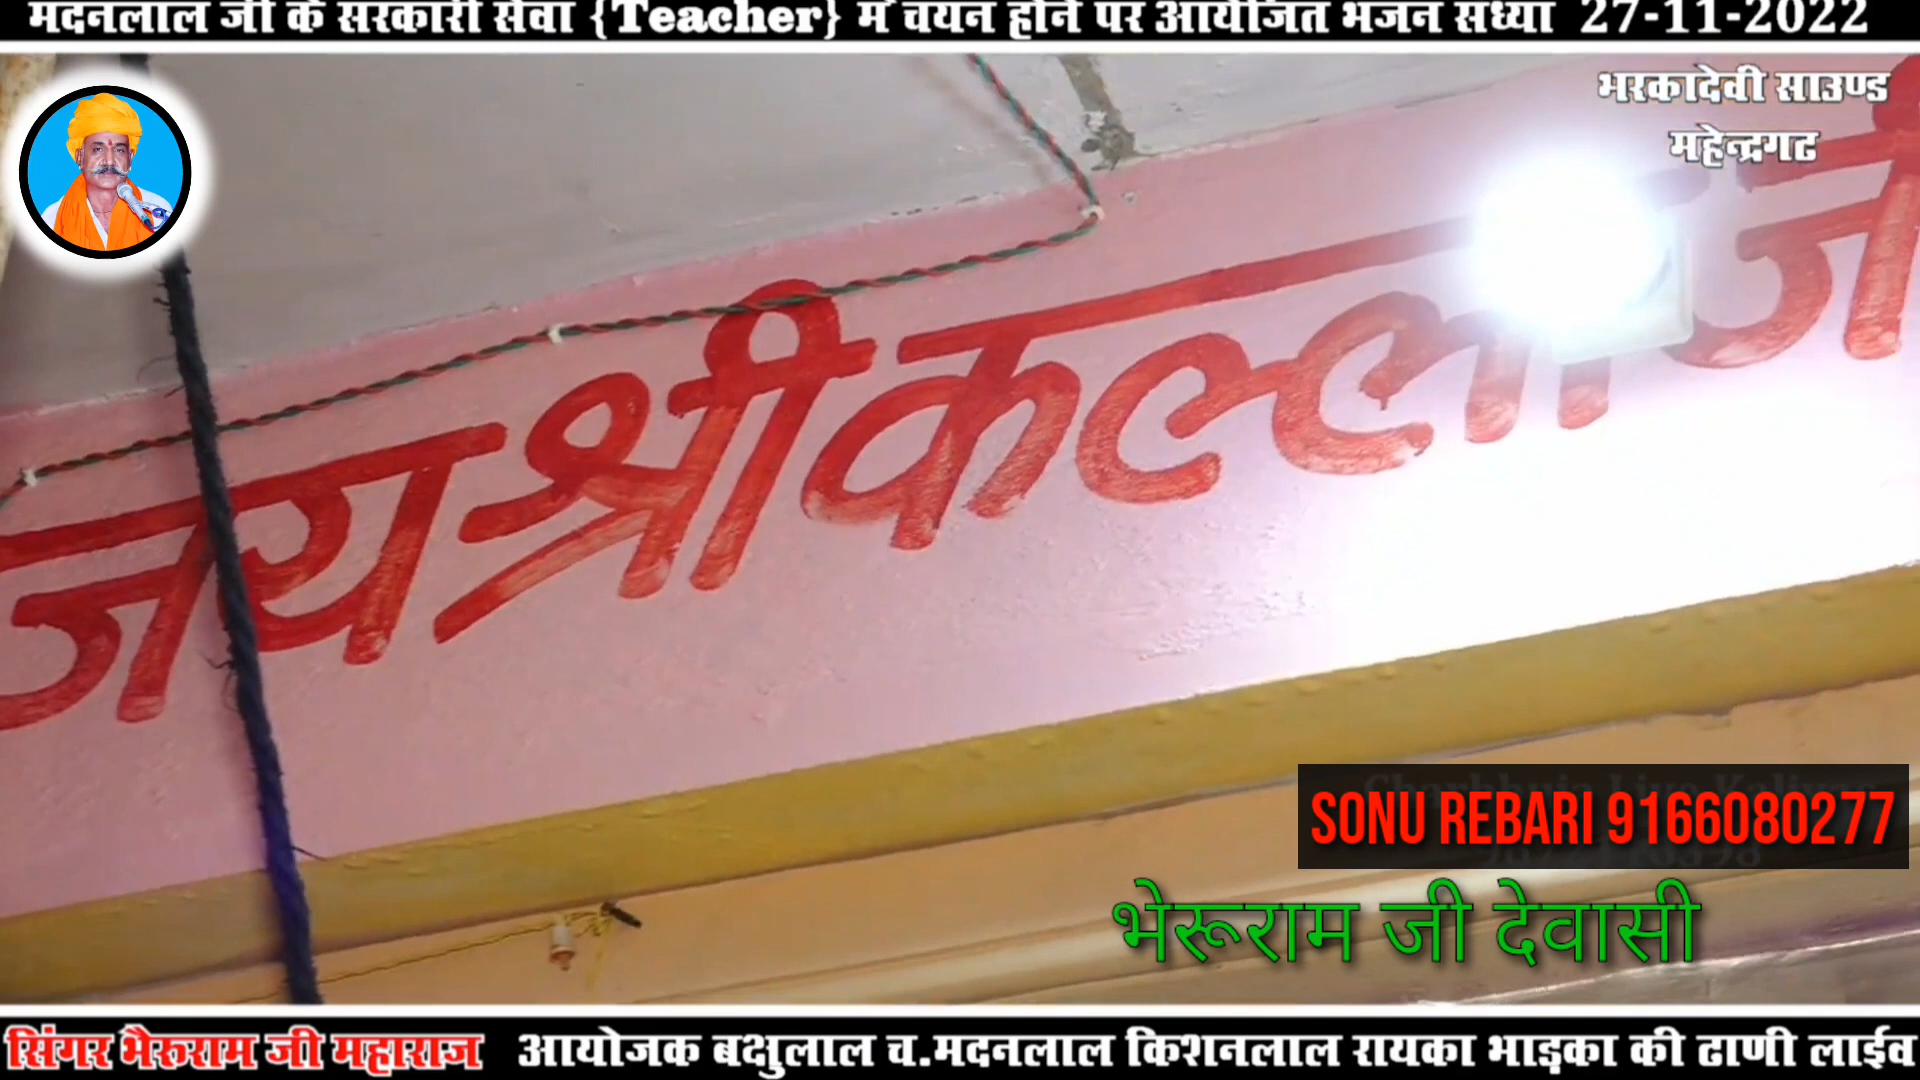 मदनलाल जी के सरकारी सेवा {Teacher} में चयन होने पर आयोजित भजन संध्या 27-11-2022
भरकादेवी साउण्ड
महेन्द्रगढ
जय श्री कल्ला जी
SONU REBARI 9166080277
भेरूराम जी देवासी
सिंगर भैरूराम जी महाराज आयोजक बक्षुलाल च.मदनलाल किशनलाल रायका भाड़का की ढाणी लाईव